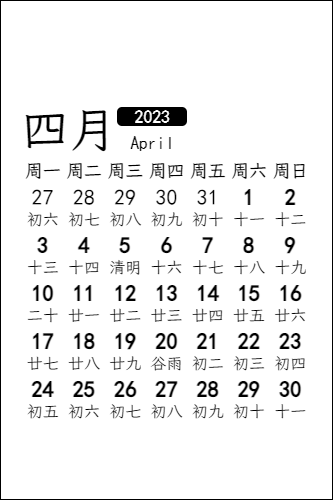 四月 2023
April
周一 周二 周三 周四 周五 周六 周日
27 28 29 30 31 1 2
初六 初七 初八 初九 初十 十一 十二
3 4 5 6 7 8 9
十三 十四 清明 十六 十七 十八 十九
10 11 12 13 14 15 16
二十 廿一 廿二 廿三 廿四 廿五 廿六
17 18 19 20 21 22 23
廿七 廿八 廿九 谷雨 初二 初三 初四
24 25 26 27 28 29 30
初五 初六 初七 初八 初九 初十 十一